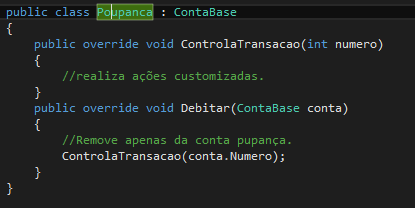 public class Poupanca : ContaBase
{
public override void ControlaTransacao(int numero)
{
//realiza ações customizadas.
}
public override void Debitar(ContaBase conta)
{
//Remove apenas da conta pupança.
ControlaTransacao(conta.Numero);
}
}